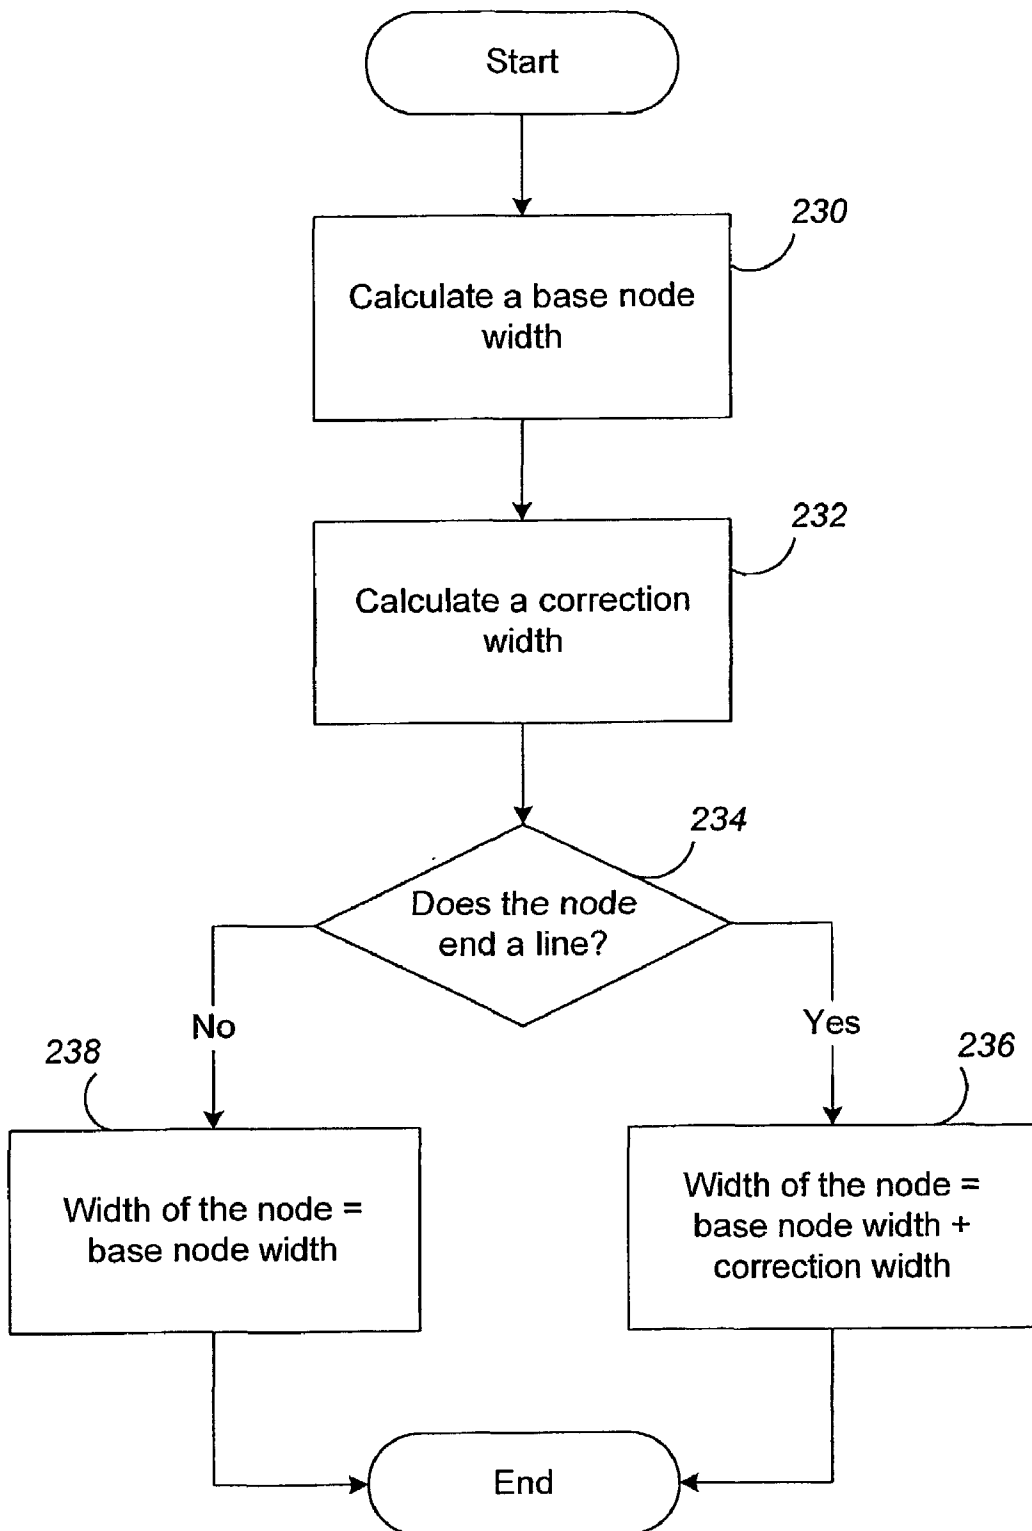 Start
230
Calculate a base node
width
232
Calculate a correction
width
234
Does the node
end a line?
No
Yes
238
236
Width of the node =
base node width
Width of the node =
base node width +
correction width
End